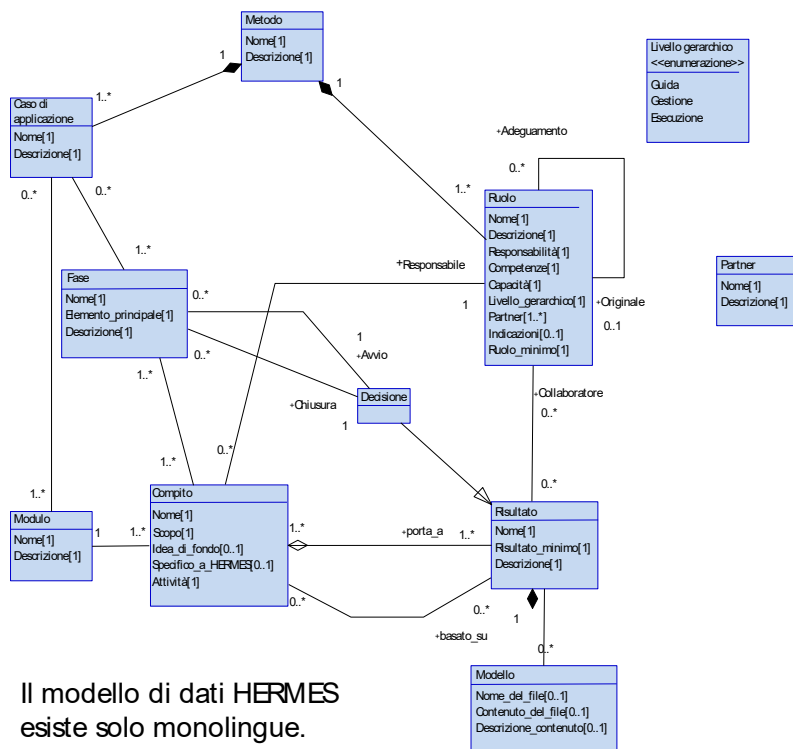 Metodo
Nome[1]
Descrizione[1]
1
1
Livello gerarchico
<<enumerazione>>
Guida
Gestione
Esecuzione
Caso di
applicazione
Nome[1]
Descrizione[1]
1..*
0..*
0..*
+Adeguamento
0..*
1..*
Ruolo
Nome[1]
Descrizione[1]
Responsabilità[1]
Competenze[1]
Capacità[1]
Livello_gerarchico[1]
Partner[1..*]
Indicazioni[0..1]
Ruolo_minimo[1]
+Originale
0..1
Partner
Nome[1]
Descrizione[1]
1..*
Fase
Nome[1]
Elemento_principale[1]
Descrizione[1]
0..*
0..*
1..*
+Responsabile
1
1
+Avvio
Decisione
+Chiusura
1
+Collaboratore
0..*
0..*
1..*
Modulo
Nome[1]
Descrizione[1]
1
1..*
1..*
0..*
Compito
Nome[1]
Scopo[1]
Idea_di_fondo[0..1]
Specifico_a_HERMES[0..1]
Attività[1]
1..*
+porta_a
1..*
0..*
0..*
+basato_su
Risultato
Nome[1]
Risultato_minimo[1]
Descrizione[1]
1
0..*
Modello
Nome_del_file[0..1]
Contenuto_del_file[0..1]
Descrizione_contenuto[0..1]
Il modello di dati HERMES
esiste solo monolingue.